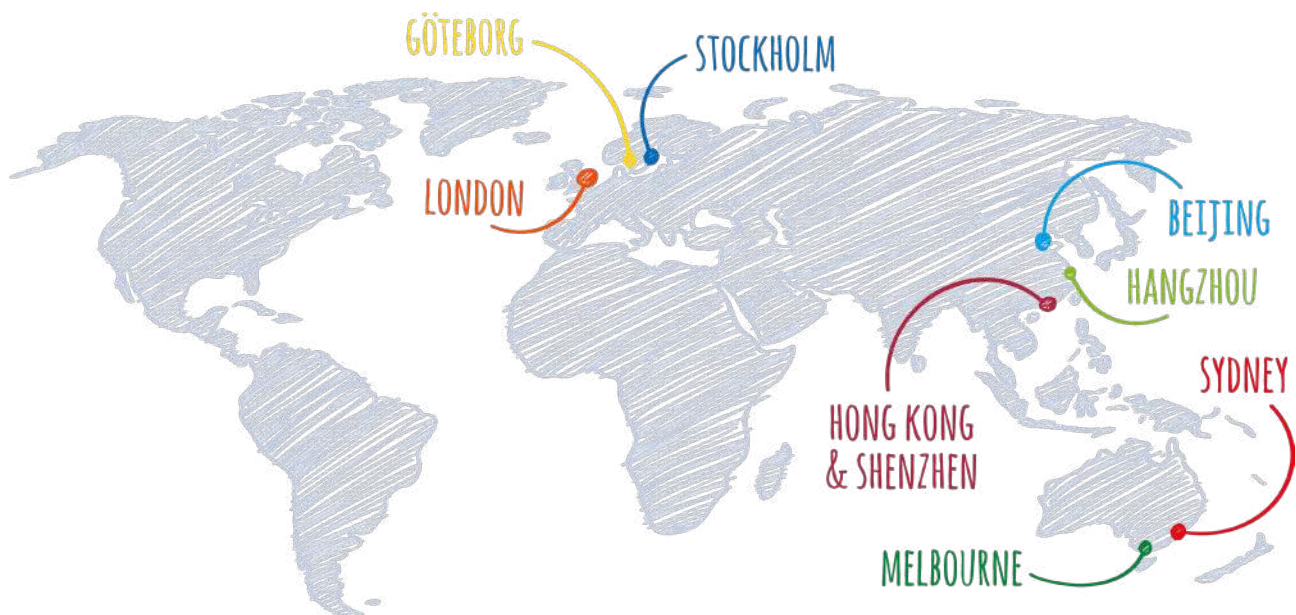 GÖTEBORG
STOCKHOLM
LONDON
BEIJING
HANGZHOU
SYDNEY
HONG KONG
& SHENZHEN
MELBOURNE